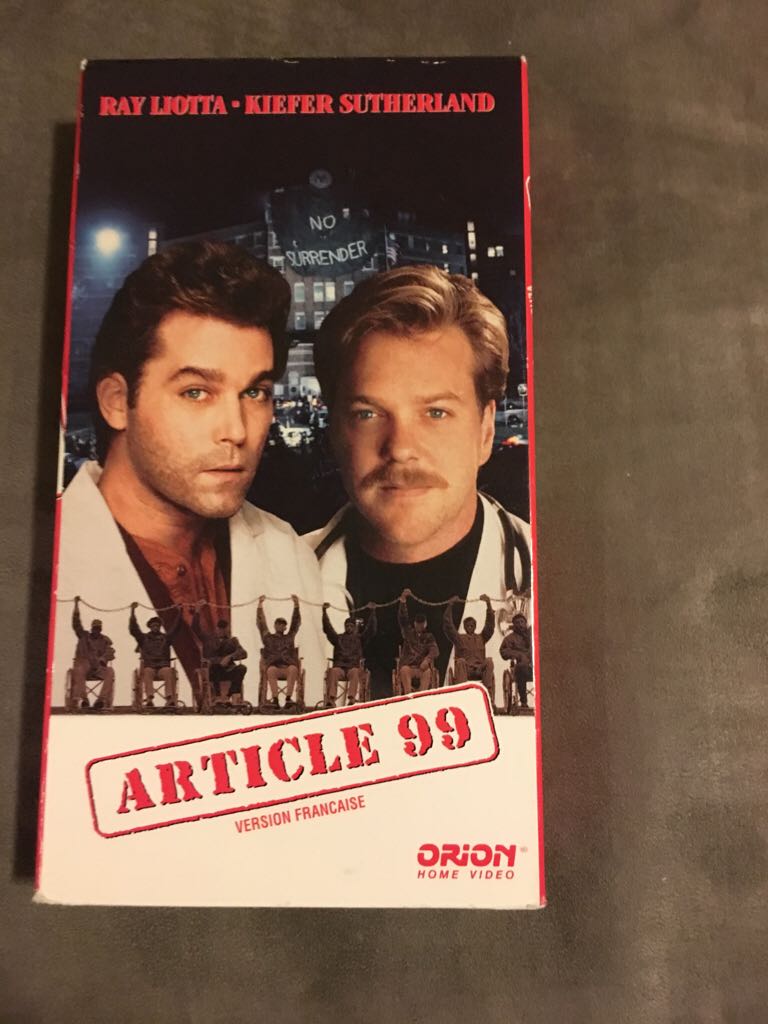 RAY LIOTTA • KIEFER SUTHERLAND
NO
SURRENDER
ARTICLE 99
VERSION FRANCAISE
ORION
HOME VIDEO